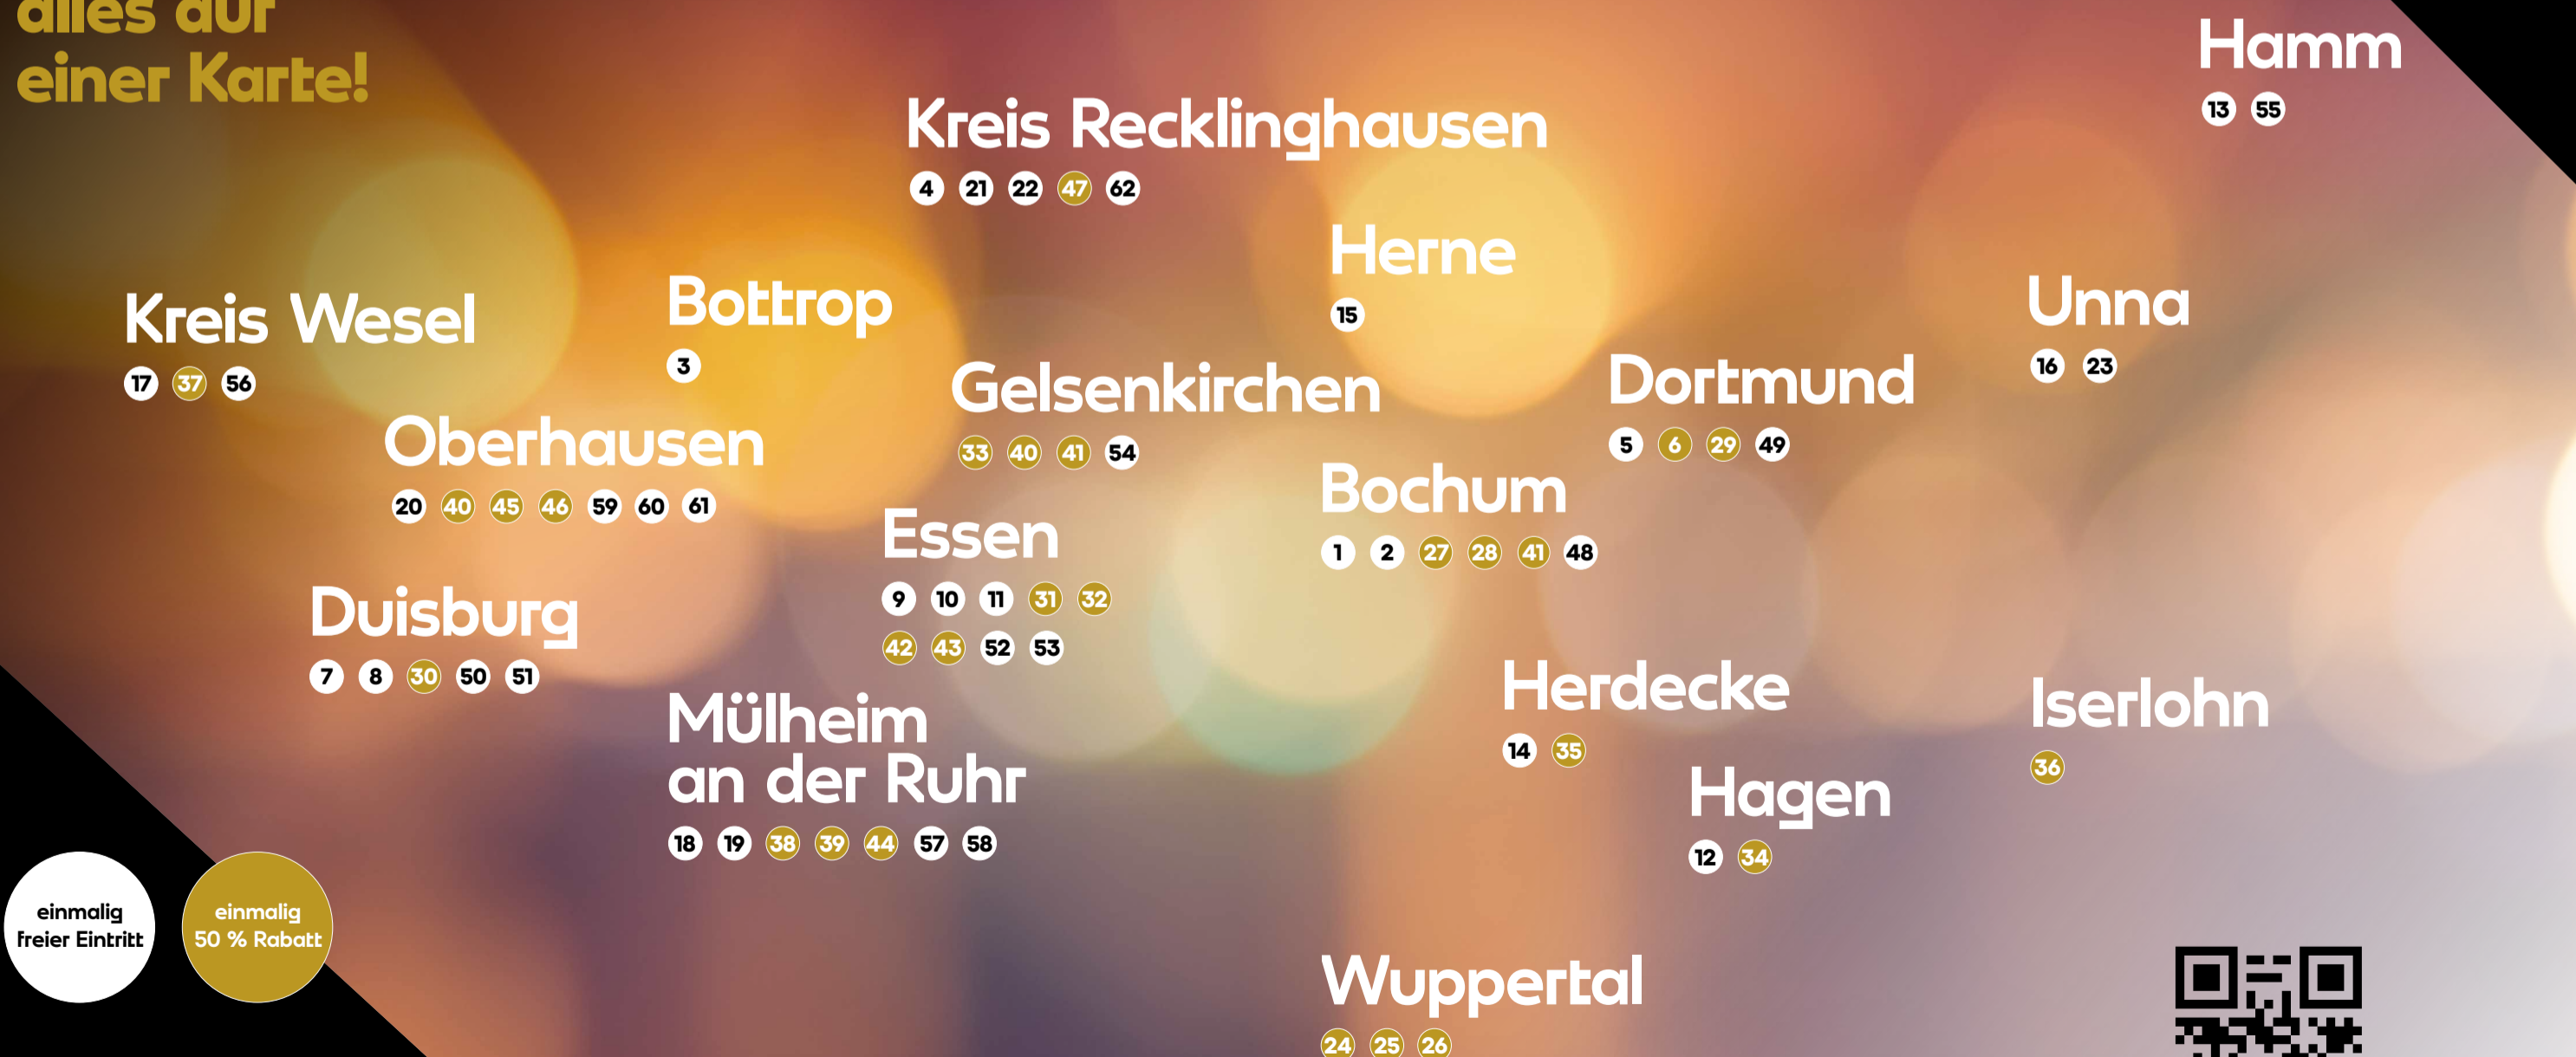 alles auf
einer Karte!
Hamm
13 55
Kreis Recklinghausen
4 21 22 47 62
Herne
15
Kreis Wesel
17 37 56
Bottrop
3
Unna
16 23
Gelsenkirchen
33 40 41 54
Dortmund
5 6 29 49
Oberhausen
20 40 45 46 59 60 61
Bochum
1 2 27 28 41 48
Essen
9 10 11 31 32
42 43 52 53
Duisburg
7 8 30 50 51
Mülheim
an der Ruhr
18 19 38 39 44 57 58
Herdecke
14 35
Iserlohn
36
Hagen
12 34
einmalig
freier Eintritt
einmalig
50 % Rabatt
Wuppertal
24 25 26